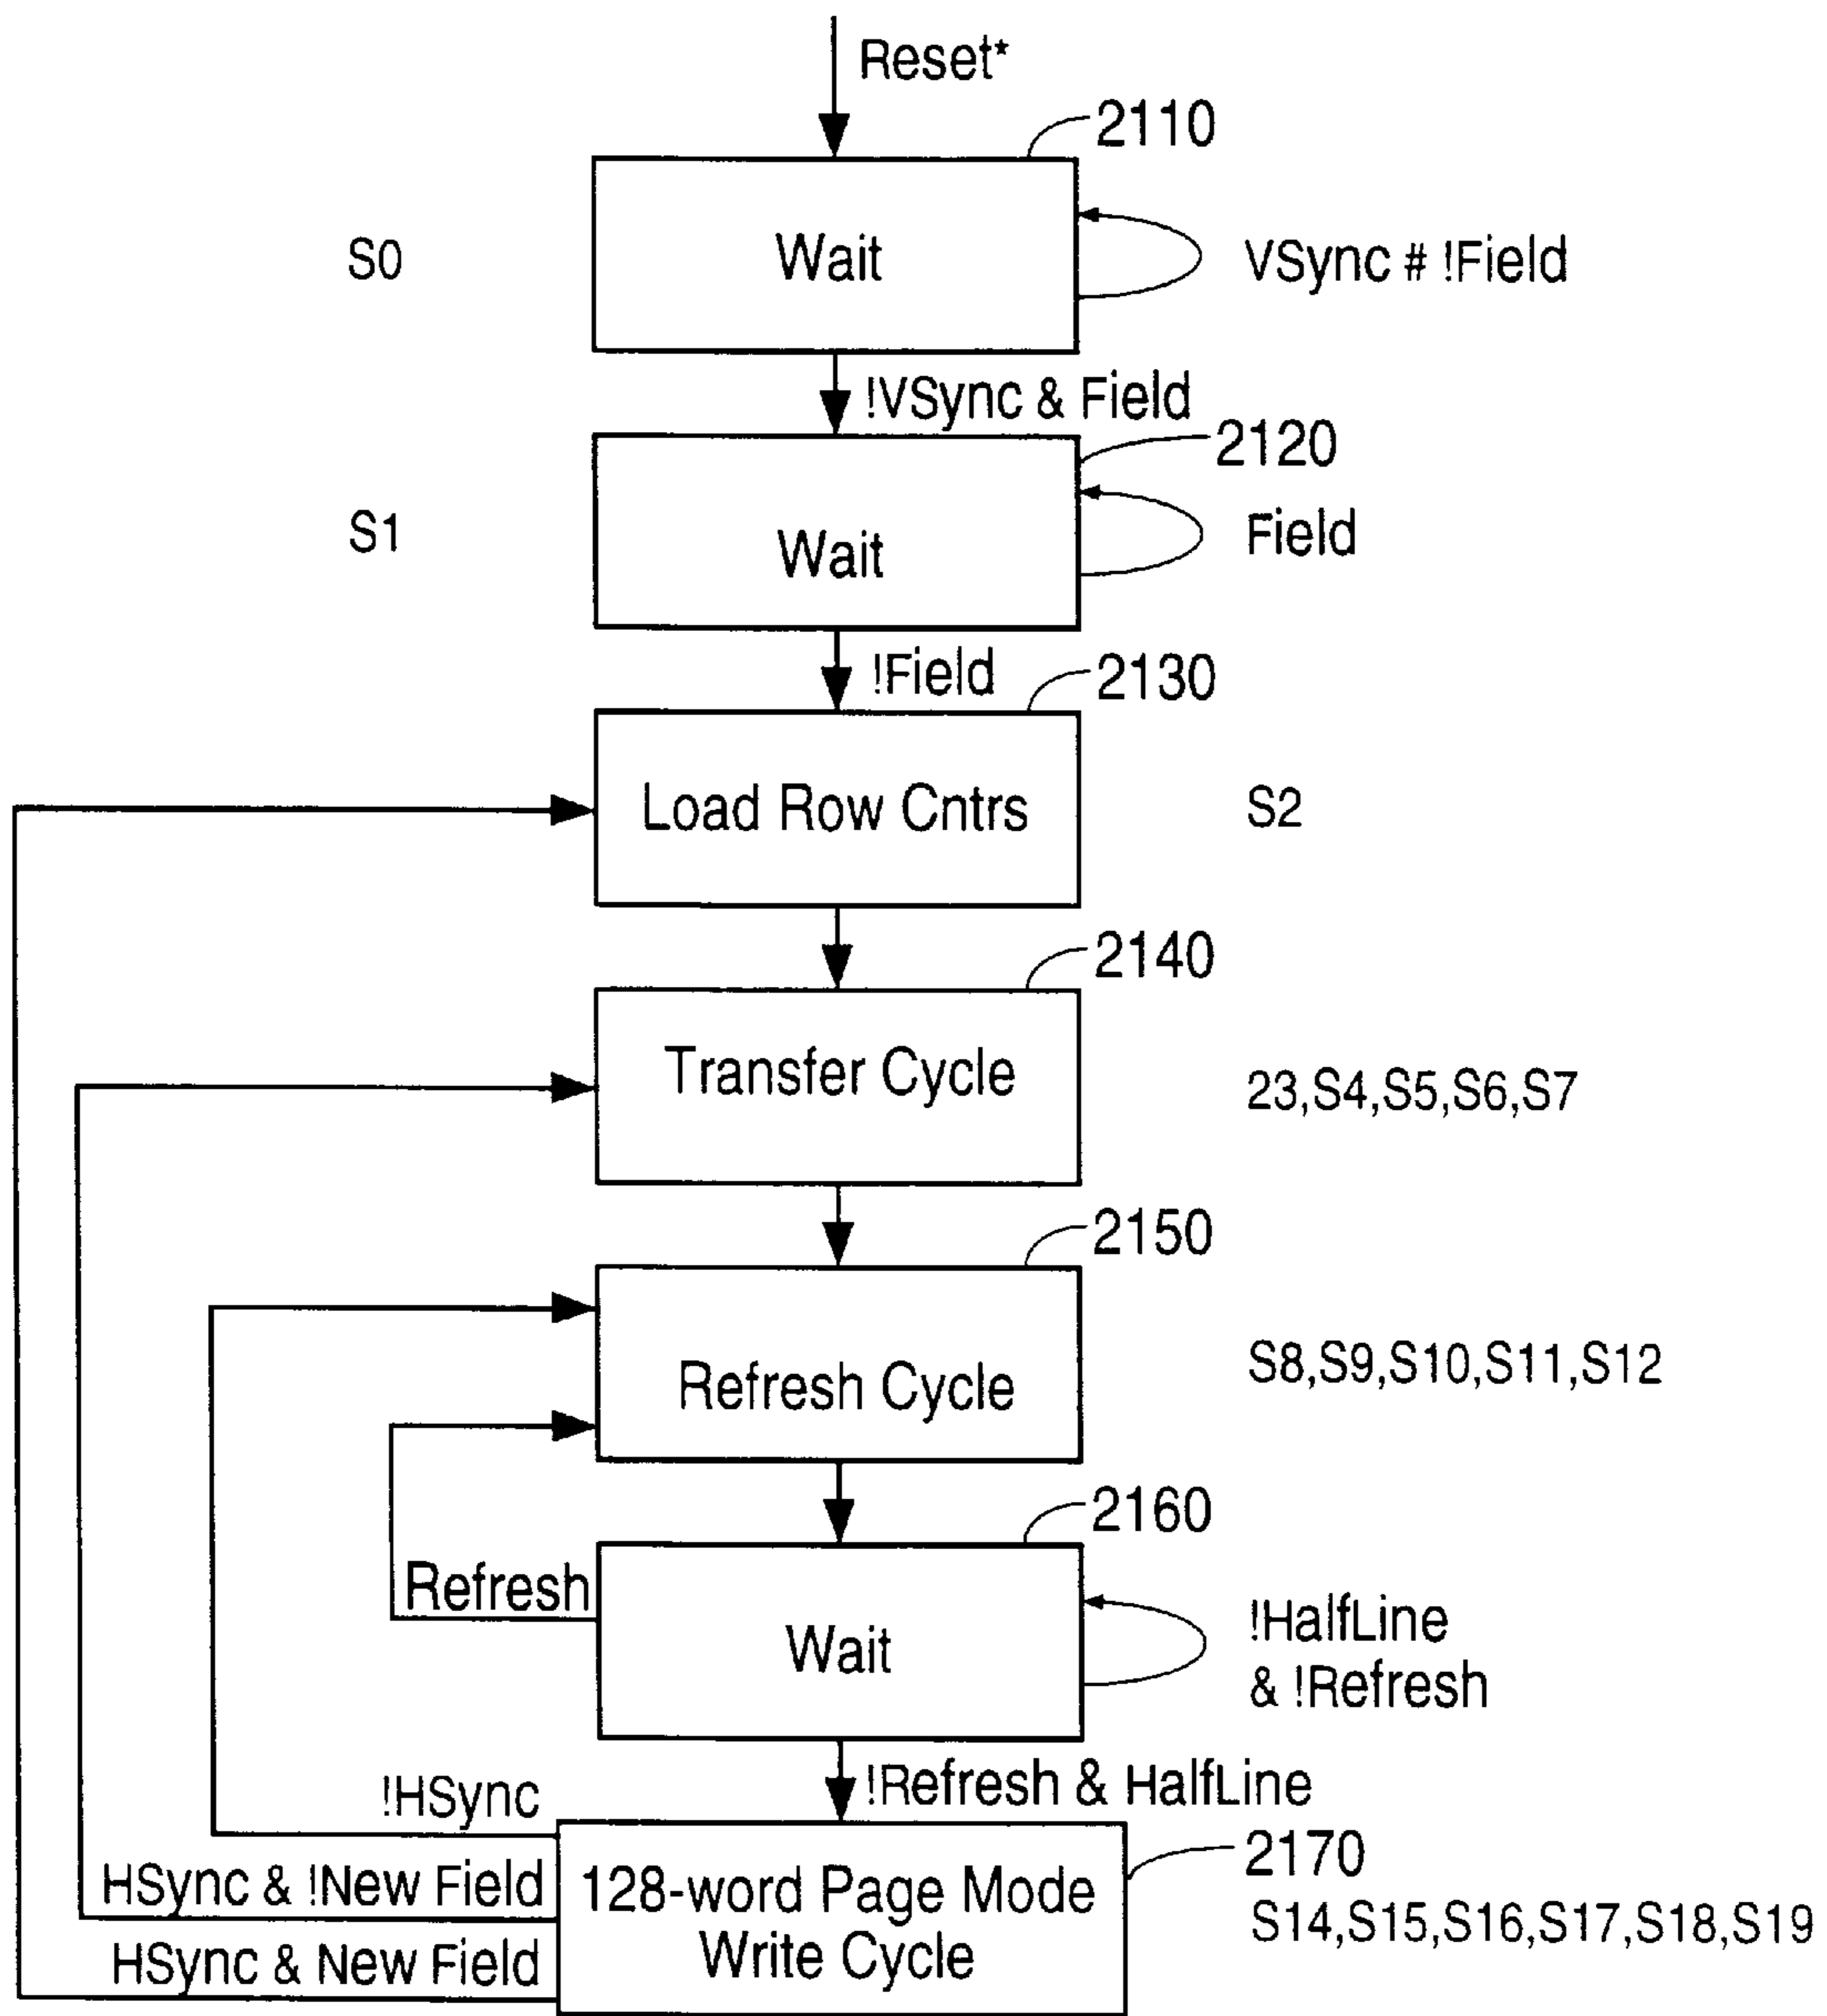 Reset*
2110
S0
Wait
VSync # !Field
!VSync & Field
2120
S1
Wait
Field
!Field
2130
Load Row Cntrs
S2
2140
Transfer Cycle
23,S4,S5,S6,S7
2150
Refresh Cycle
S8,S9,S10,S11,S12
2160
Refresh
Wait
!HalfLine
& !Refresh
!Refresh & HalfLine
!HSync
2170
HSync & !New Field
128-word Page Mode
Write Cycle
S14,S15,S16,S17,S18,S19
HSync & New Field